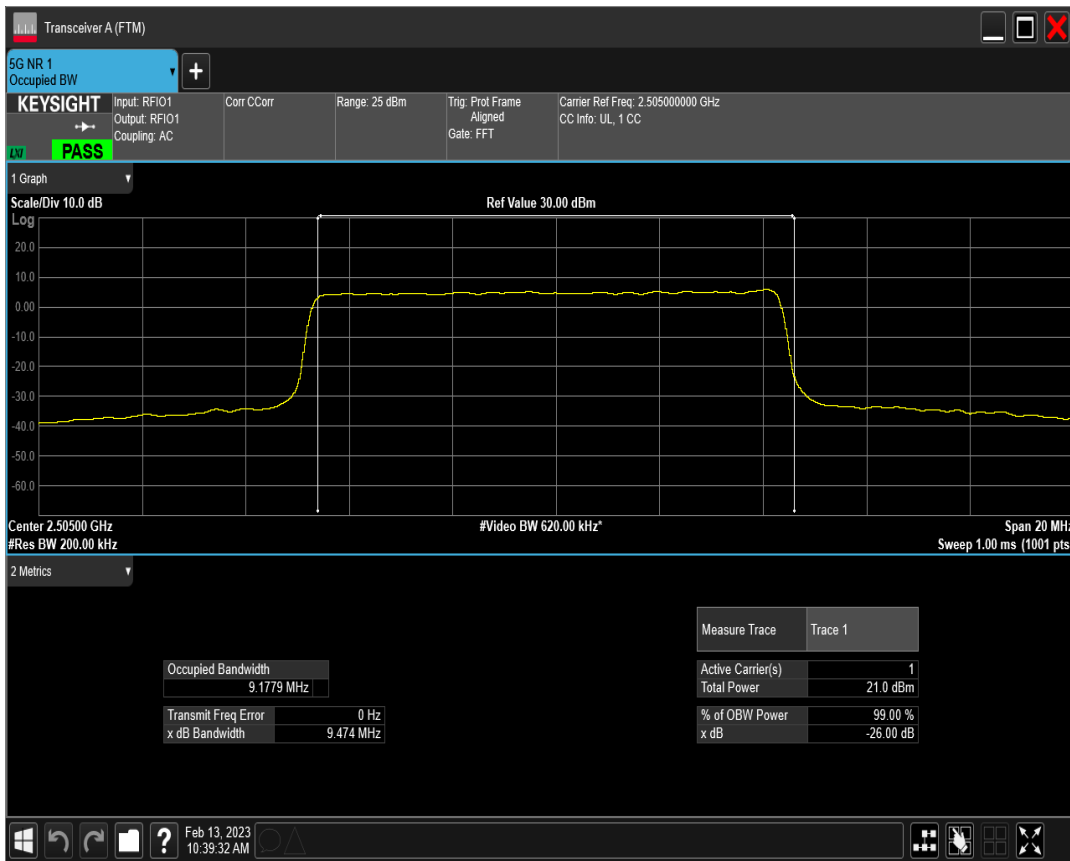 Transceiver A (FTM)
5G NR 1
Occupied BW
+
KEYSIGHT
LXI
PASS
Input: RFIO1
Output: RFIO1
Coupling: AC
Corr CCorr
Range: 25 dBm
Trig: Prot Frame
Aligned
Gate: FFT
Carrier Ref Freq: 2.505000000 GHz
CC Info: UL, 1 CC
1 Graph
Scale/Div 10.0 dB
Ref Value 30.00 dBm
Log
20.0
10.0
0.00
-10.0
-20.0
-30.0
-40.0
-50.0
-60.0
Center 2.50500 GHz
#Video BW 620.00 kHz*
Span 20 MHz
#Res BW 200.00 kHz
Sweep 1.00 ms (1001 pts
2 Metrics
Measure Trace Trace 1
Occupied Bandwidth
9.1779 MHz
Active Carrier(s) 1
Total Power 21.0 dBm
Transmit Freq Error 0 Hz
x dB Bandwidth 9.474 MHz
% of OBW Power 99.00 %
x dB -26.00 dB
?
Feb 13, 2023
10:39:32 AM